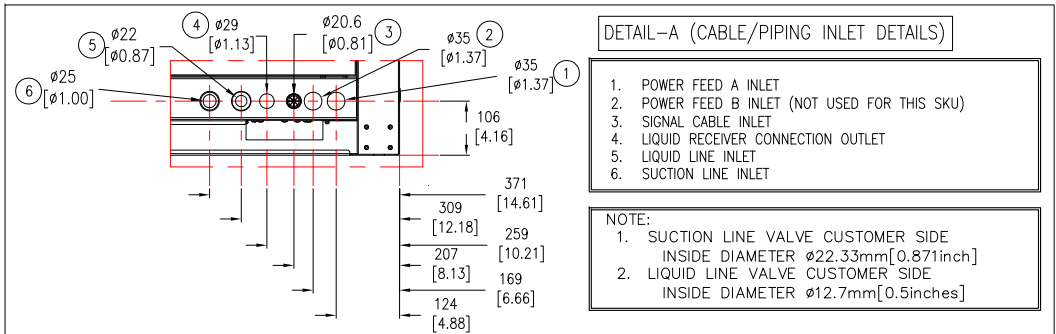 4
ø29
[ø1.13]
ø20.6
[ø0.81]
3
ø35
[ø1.37]
2
ø35
[ø1.37]
1
5
ø22
[ø0.87]
6
ø25
[ø1.00]
106
[4.16]
371
[14.61]
309
[12.18]
259
[10.21]
207
[8.13]
169
[6.66]
124
[4.88]
DETAIL-A (CABLE/PIPING INLET DETAILS)
1. POWER FEED A INLET
2. POWER FEED B INLET (NOT USED FOR THIS SKU)
3. SIGNAL CABLE INLET
4. LIQUID RECEIVER CONNECTION OUTLET
5. LIQUID LINE INLET
6. SUCTION LINE INLET
NOTE:
1. SUCTION LINE VALVE CUSTOMER SIDE
INSIDE DIAMETER ø22.33mm[0.871inch]
2. LIQUID LINE VALVE CUSTOMER SIDE
INSIDE DIAMETER ø12.7mm[0.5inches]